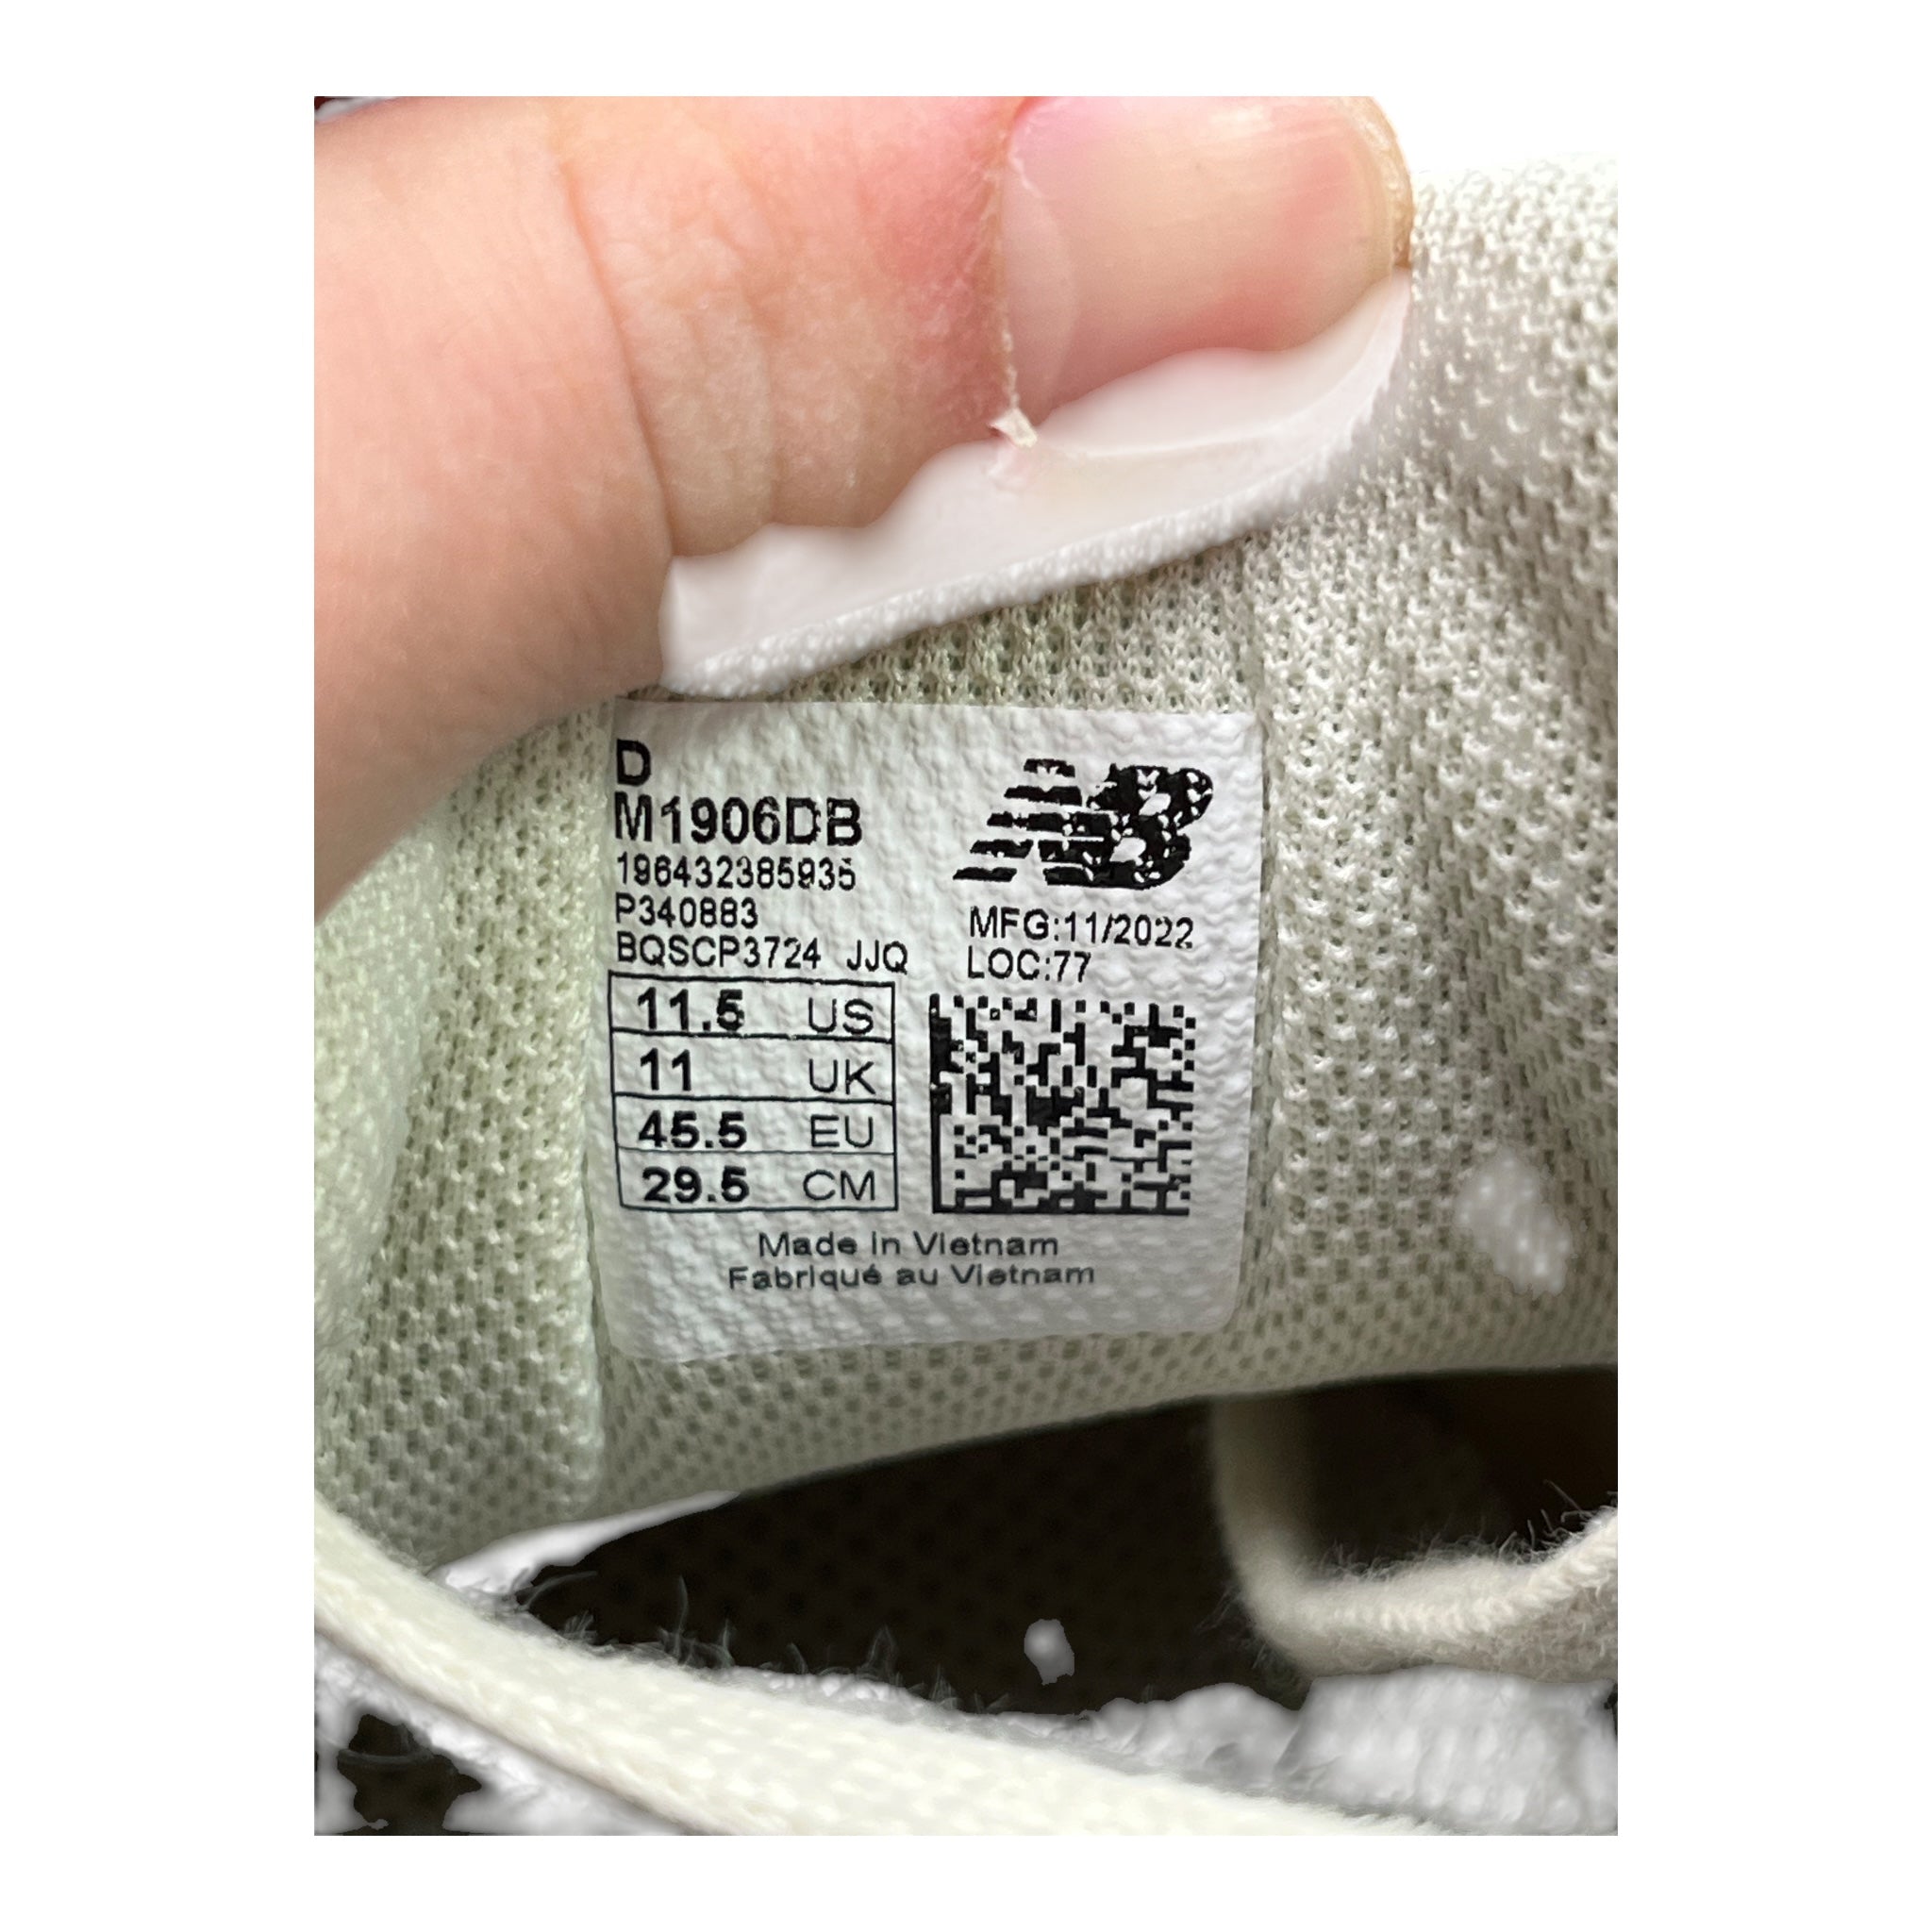 D
M1906DB
196432385935
P340883
BQSCP3724 JJQ
NB
MFG:11/2022
LOC:77
11.5 US
11 UK
45.5 EU
29.5 CM
Made in Vietnam
Fabriqué au Vietnam